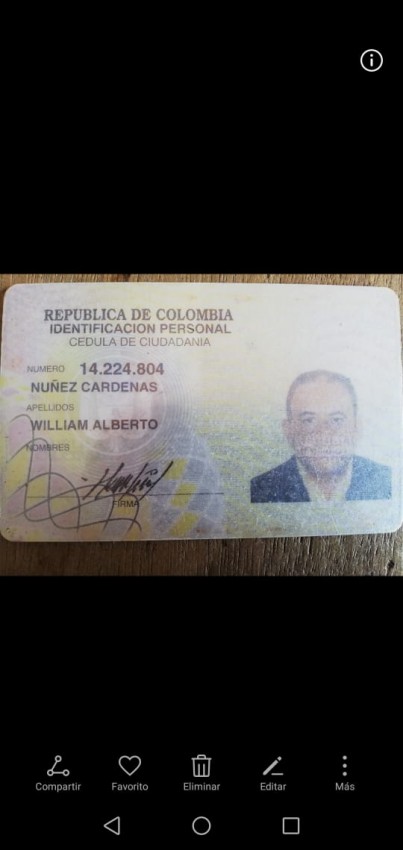 REPUBLICA DE COLOMBIA
IDENTIFICACION PERSONAL
CEDULA DE CIUDADANIA
NUMERO 14.224.804
NUÑEZ CARDENAS
APELLIDOS
WILLIAM ALBERTO
NOMBRES
FIRMA
Compartir Favorito Eliminar Editar Más